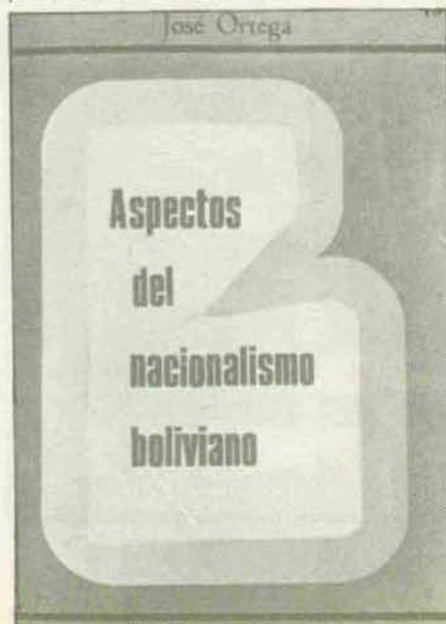 José Ortega
Aspectos
del
nacionalismo
boliviano